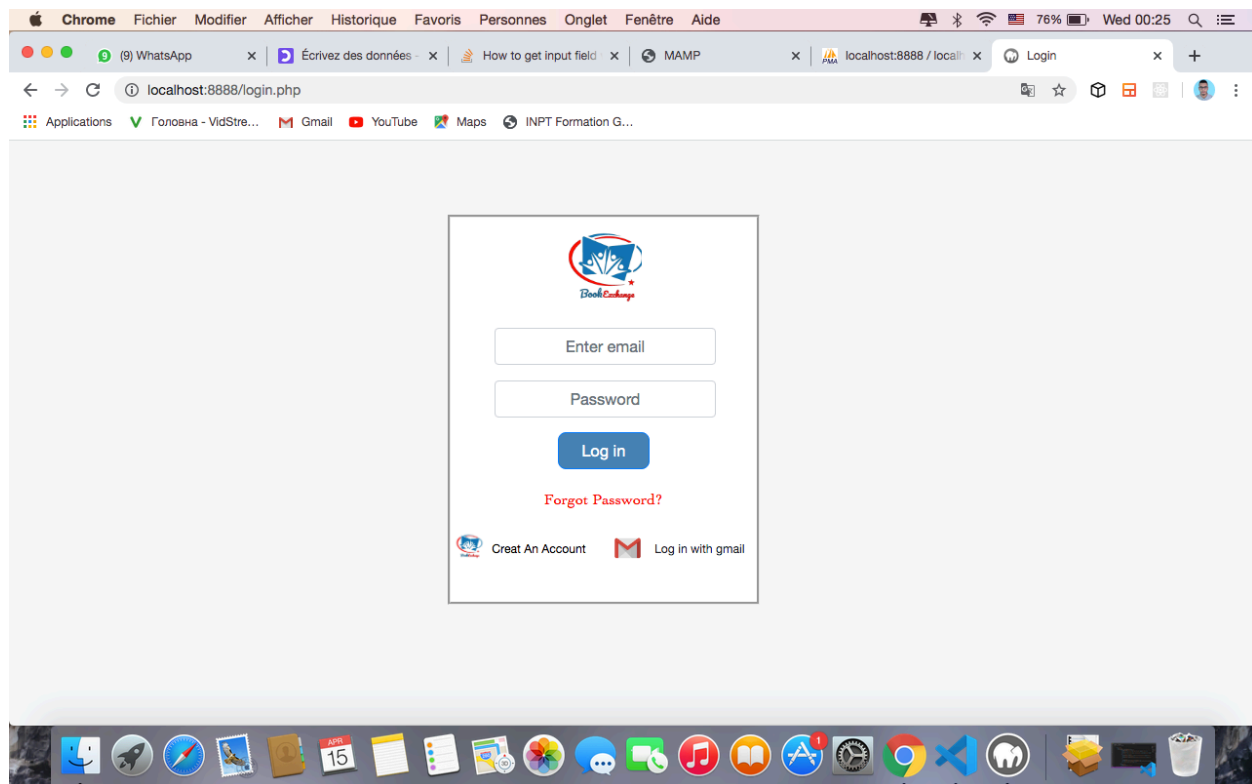 Chrome Fichier Modifier Afficher Historique Favoris Personnes Onglet Fenêtre Aide 76% Wed 00:25
9 (9) WhatsApp Écrivez des données - How to get input field MAMP PMA localhost:8888 / localh Login
localhost:8888/login.php
Applications Головна - VidStre... Gmail YouTube Maps INPT Formation G...
Book Exchange
Enter email
Password
Log in
Forgot Password?
Creat An Account Log in with gmail
APR
15
1